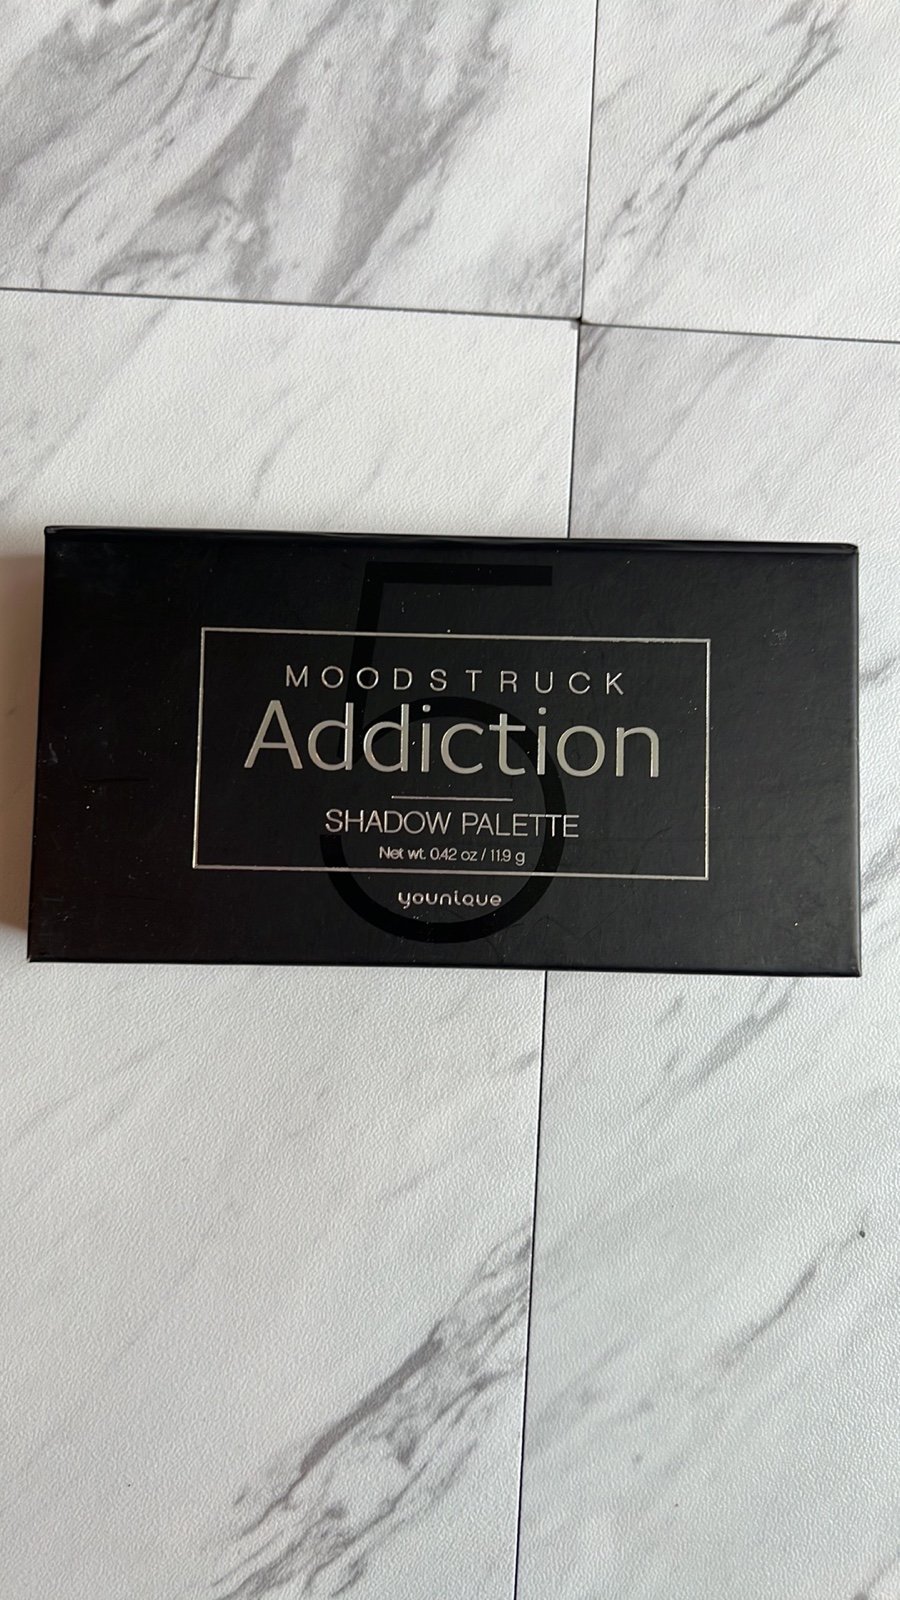 5
MOODSTRUCK
Addiction
SHADOW PALETTE
Net wt. 0.42 oz / 11.9 g
younique